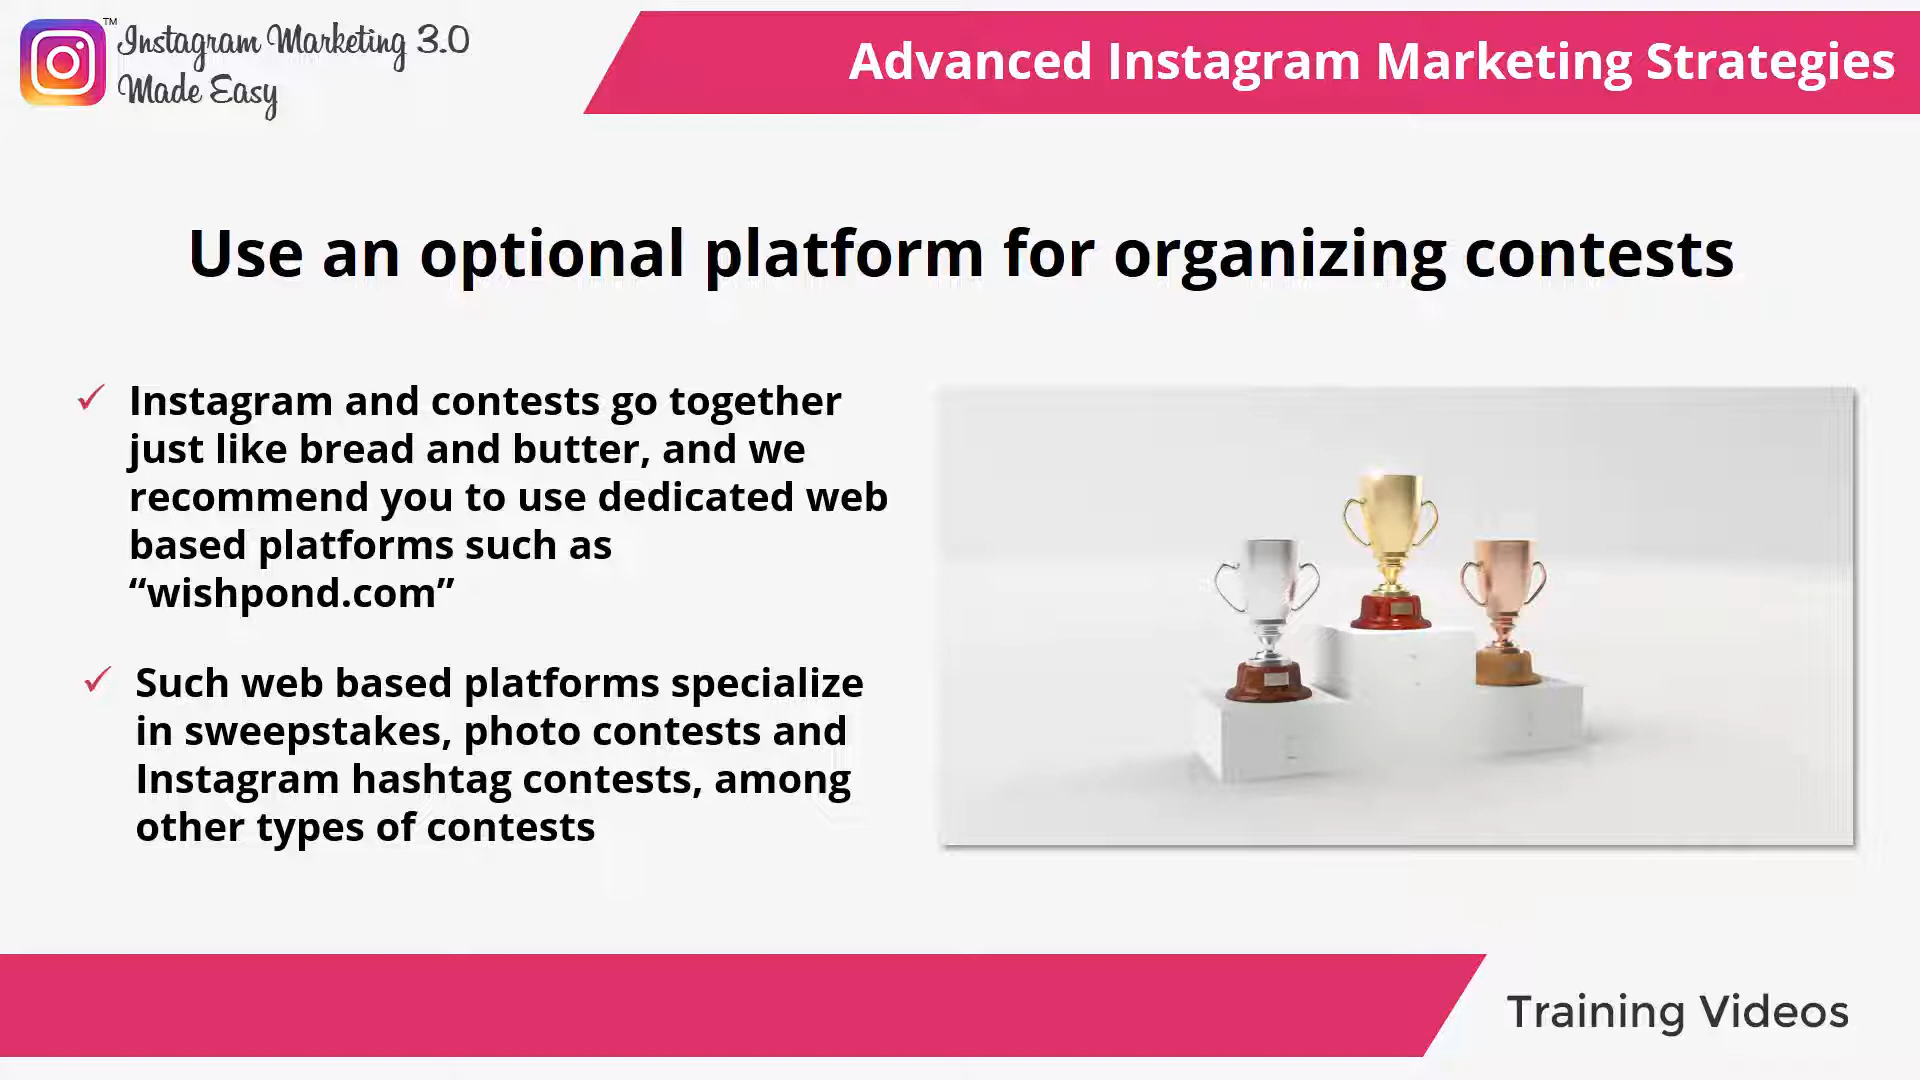 TM
Instagram Marketing 3.0
Made Easy
Advanced Instagram Marketing Strategies
Use an optional platform for organizing contests
Instagram and contests go together
just like bread and butter, and we
recommend you to use dedicated web
based platforms such as
“wishpond.com”
Such web based platforms specialize
in sweepstakes, photo contests and
Instagram hashtag contests, among
other types of contests
Training Videos